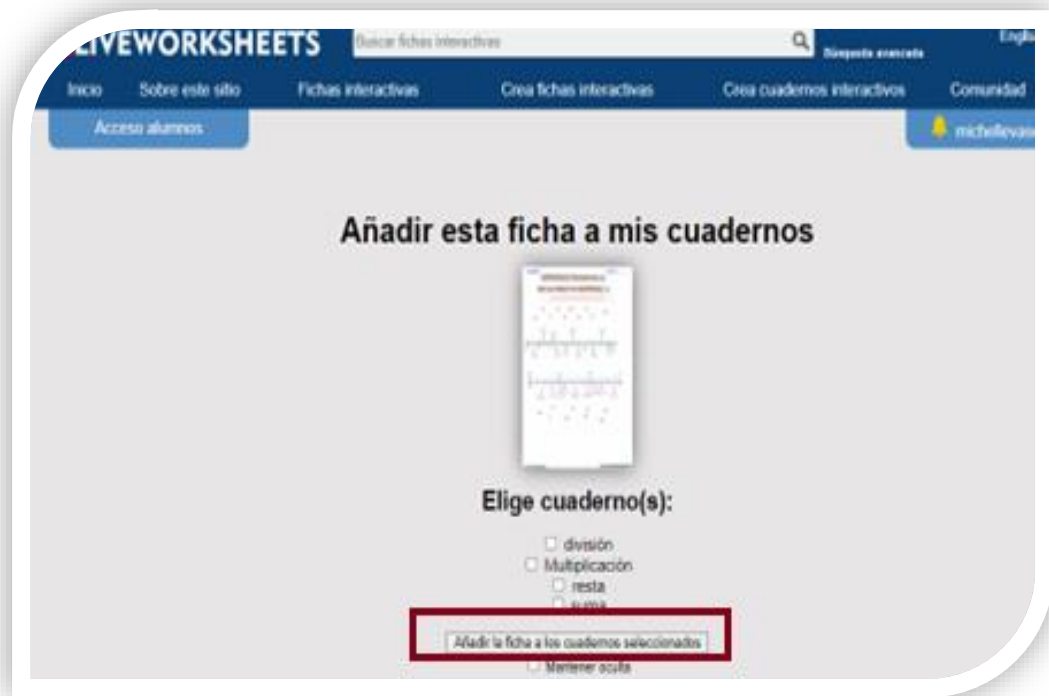 LIVEWORKSHEETS
Buscar fichas interactivas
Búsqueda avanzada
Inicio Sobre este sitio Fichas interactivas Crea fichas interactivas Crea cuadernos interactivos Comunidad
Acceso alumnos
Añadir esta ficha a mis cuadernos
Elige cuaderno(s):
división
Multiplicación
resta
suma
Añadir la ficha a los cuadernos seleccionados
Mantener oculta